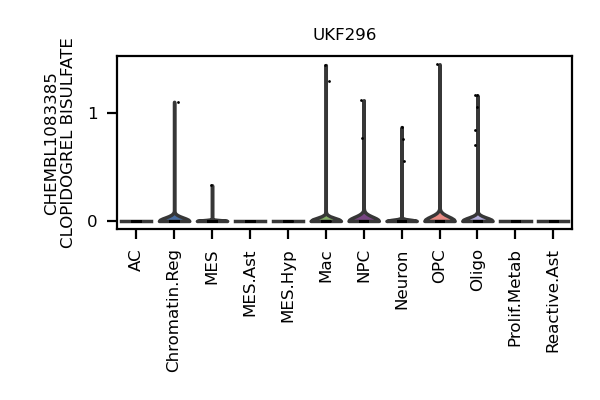 UKF296
CHEMBL1083385
CLOPIDOGREL BISULFATE
1
0
AC
Chromatin.Reg
MES
MES.Ast
MES.Hyp
Mac
NPC
Neuron
OPC
Oligo
Prolif.Metab
Reactive.Ast